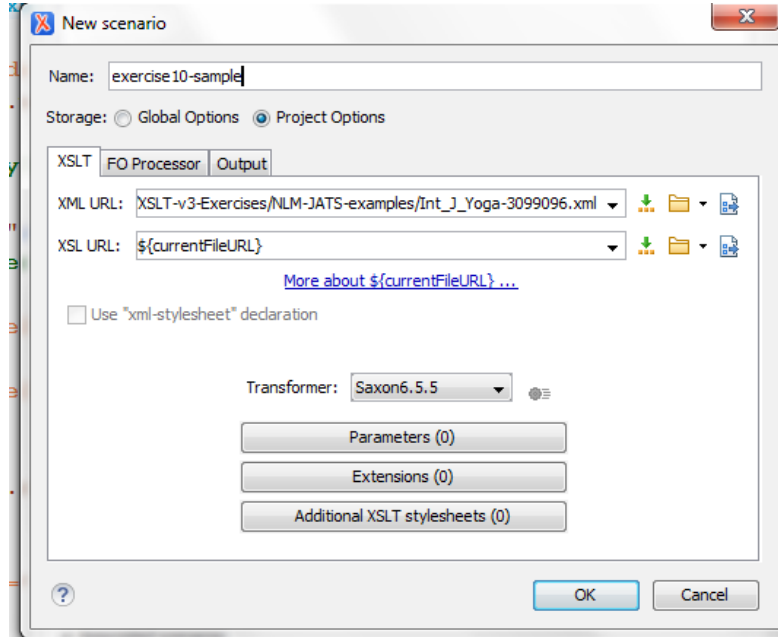 New scenario
Name: exercise10-sample
Storage: Global Options Project Options
XSLT FO Processor Output
XML URL: XSLT-v3-Exercises/NLM-JATS-examples/Int_J_Yoga-3099096.xml
XSL URL: ${currentFileURL}
More about ${currentFileURL} ...
Use "xml-stylesheet" declaration
Transformer: Saxon6.5.5
Parameters (0)
Extensions (0)
Additional XSLT stylesheets (0)
? OK Cancel